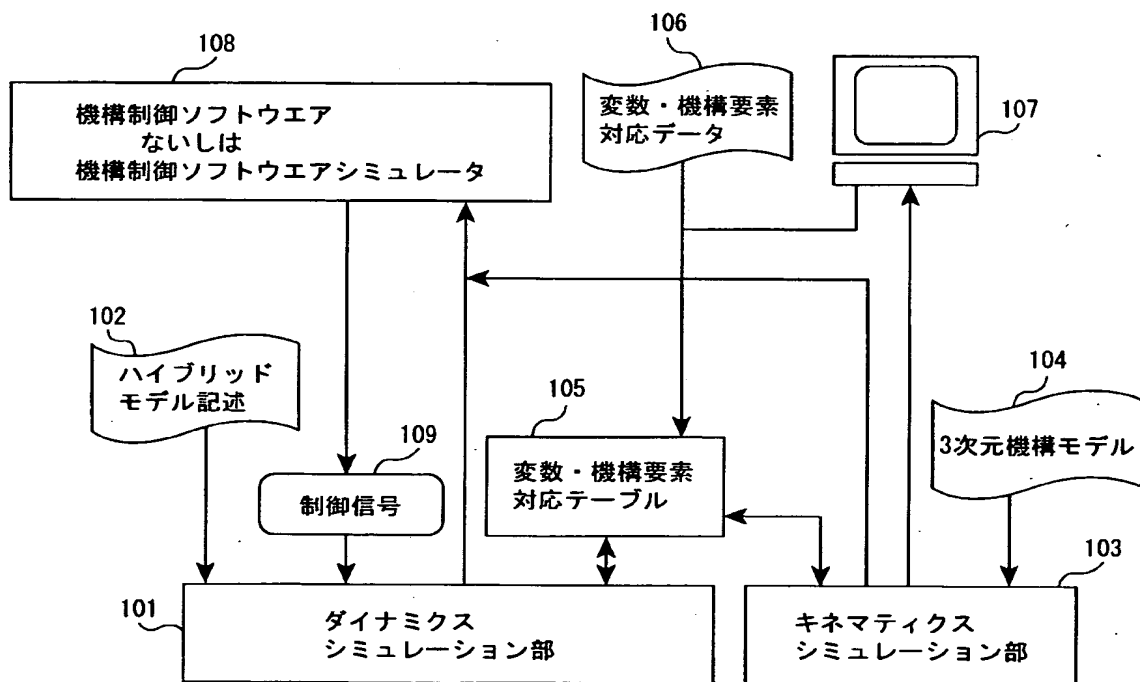 108
機構制御ソフトウエア
ないしは
機構制御ソフトウエアシミュレータ
106
変数・機構要素
対応データ
107
102
ハイブリッド
モデル記述
109
制御信号
105
変数・機構要素
対応テーブル
104
3次元機構モデル
101
ダイナミクス
シミュレーション部
103
キネマティクス
シミュレーション部